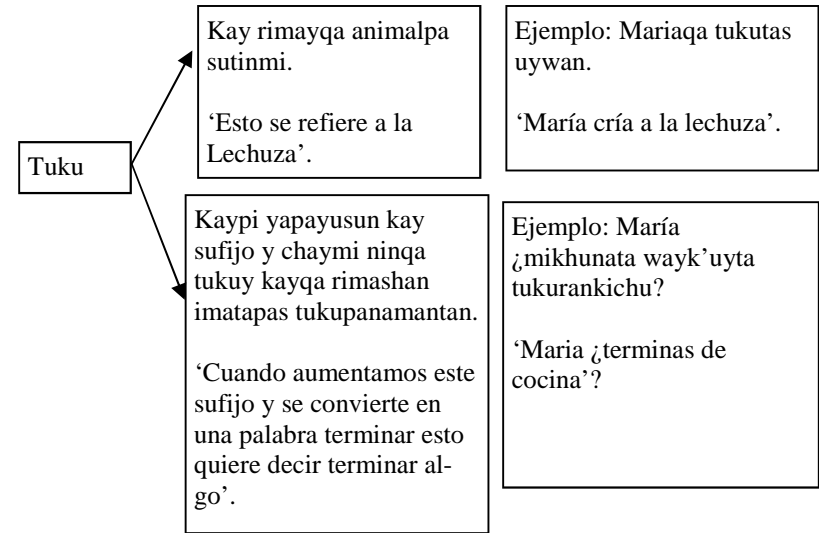 Tuku
Kay rimayqa animalpa
sutinmi.
‘Esto se refiere a la
Lechuza’.
Ejemplo: Mariaqa tukutas
uywan.
‘María cría a la lechuza’.
Kaypi yapayusun kay
sufijo y chaymi ninqa
tukuy kayqa rimashan
imatapas tukupanamantan.
‘Cuando aumentamos este
sufijo y se convierte en
una palabra terminar esto
quiere decir terminar al-
go’.
Ejemplo: María
¿mikhunata wayk’uyta
tukurankichu?
‘Maria ¿terminas de
cocina’?